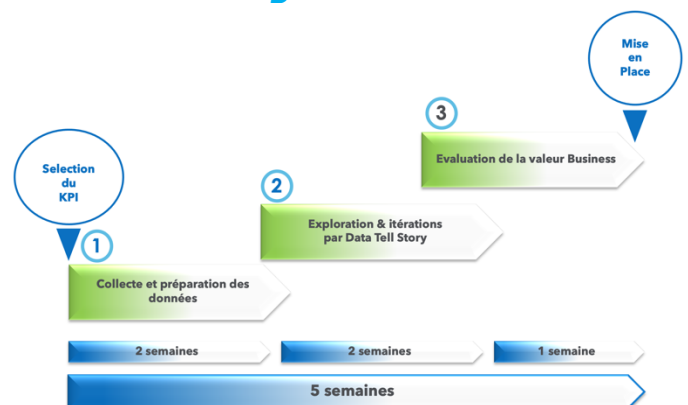 Mise
en
Place
3
Evaluation de la valeur Business
Selection
du
KPI
2
Exploration & itérations
par Data Tell Story
1
Collecte et préparation des
données
2 semaines
2 semaines
1 semaine
5 semaines